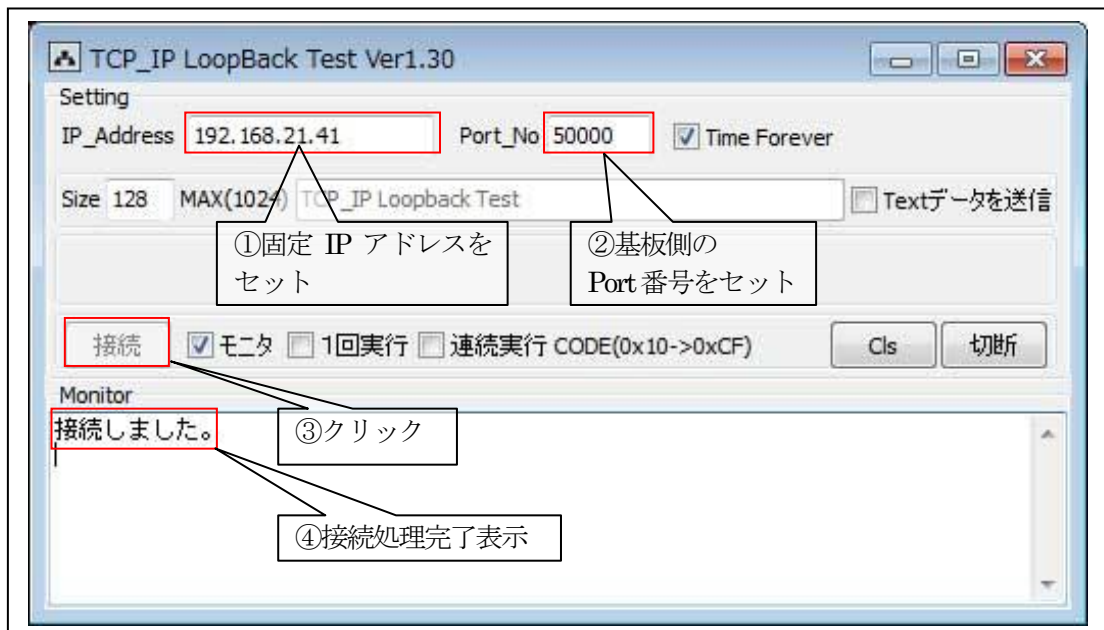 TCP_IP LoopBack Test Ver1.30
Setting
IP_Address 192.168.21.41 Port_No 50000 Time Forever
Size 128 MAX(1024) TCP_IP Loopback Test Textデータを送信
①固定 IP アドレスを
セット
②基板側の
Port 番号をセット
接続 モニタ 1回実行 連続実行 CODE(0x10->0xCF) Cls 切断
Monitor
接続しました。
③クリック
④接続処理完了表示